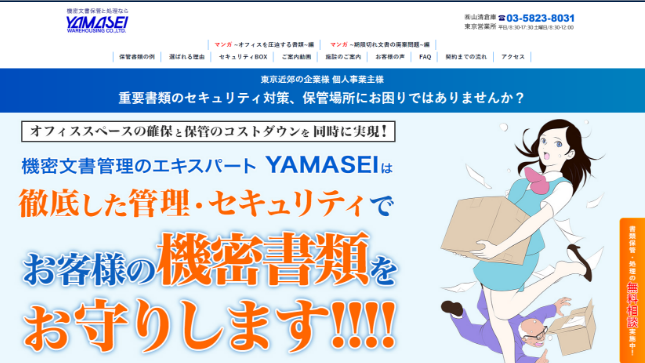 機密文書保管と処理なら
YAMASEI
WAREHOUSING CO.,LTD.
㈱山清倉庫 ☎03-5823-8031
東京営業所 平日/8:30-17:30 土曜日/8:30-12:00
マンガ ~オフィスを圧迫する書類~編
マンガ ~期限切れ文書の廃棄問題~編
保管書類の例 選ばれる理由 セキュリティBOX ご案内動画 施設のご案内 お客様の声 FAQ 契約までの流れ アクセス
東京近郊の企業様 個人事業主様
重要書類のセキュリティ対策、保管場所にお困りではありませんか？
オフィススペースの確保と保管のコストダウンを同時に実現！
機密文書管理のエキスパート YAMASEIは
徹底した管理・セキュリティで
お客様の機密書類を
お守りします!!!!
書類保管・処理の無料相談実施中！